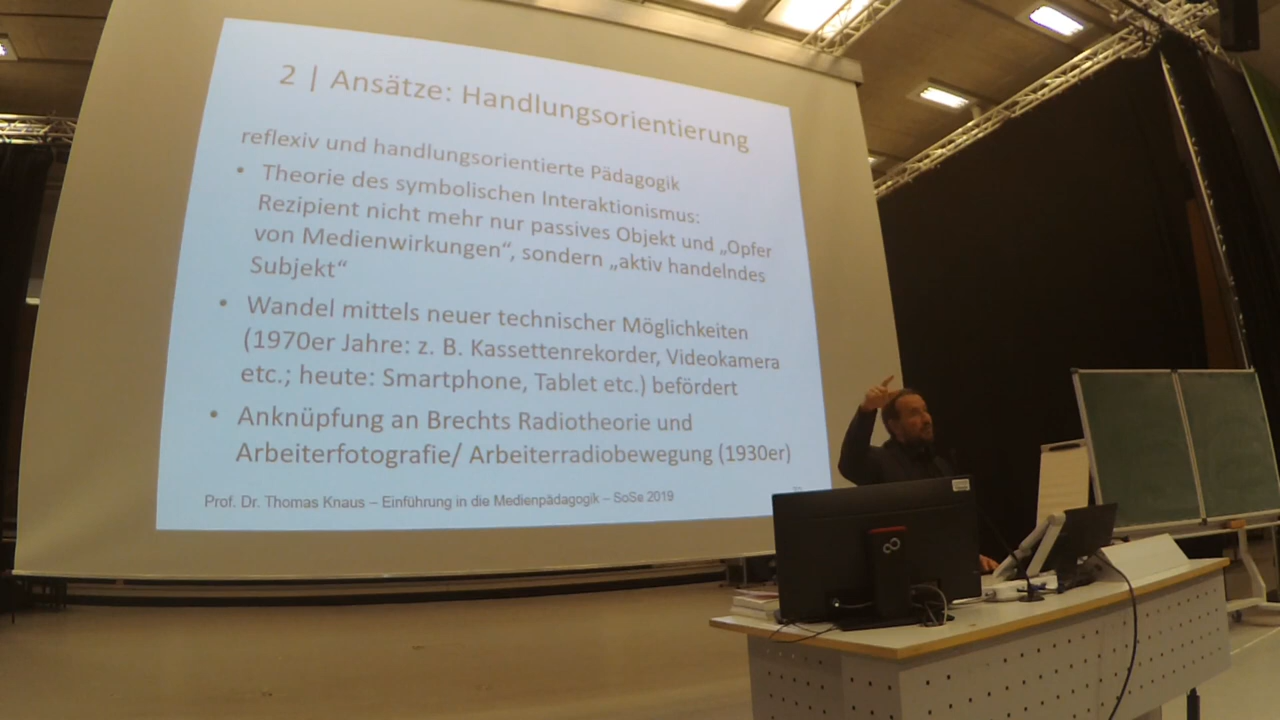 2 | Ansätze: Handlungsorientierung
reflexiv und handlungsorientierte Pädagogik
• Theorie des symbolischen Interaktionismus:
Rezipient nicht mehr nur passives Objekt und „Opfer
von Medienwirkungen“, sondern „aktiv handelndes
Subjekt“
• Wandel mittels neuer technischer Möglichkeiten
(1970er Jahre: z. B. Kassettenrekorder, Videokamera
etc.; heute: Smartphone, Tablet etc.) befördert
• Anknüpfung an Brechts Radiotheorie und
Arbeiterfotografie/ Arbeiterradiobewegung (1930er)
Prof. Dr. Thomas Knaus – Einführung in die Medienpädagogik – SoSe 2019